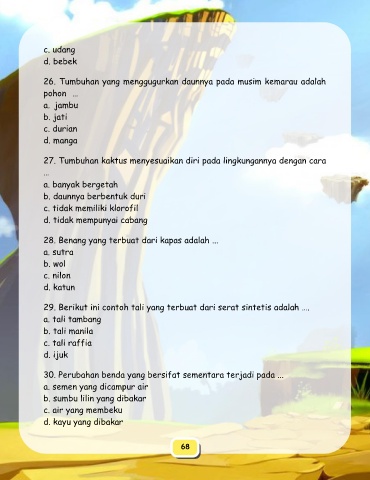 c. udang
d. bebek
26. Tumbuhan yang menggugurkan daunnya pada musim kemarau adalah
pohon ...
a. jambu
b. jati
c. durian
d. manga
27. Tumbuhan kaktus menyesuaikan diri pada lingkungannya dengan cara
...
a. banyak bergetah
b. daunnya berbentuk duri
c. tidak memiliki klorofil
d. tidak mempunyai cabang
28. Benang yang terbuat dari kapas adalah ...
a. sutra
b. wol
c. nilon
d. katun
29. Berikut ini contoh tali yang terbuat dari serat sintetis adalah ....
a. tali tambang
b. tali manila
c. tali raffia
d. ijuk
30. Perubahan benda yang bersifat sementara terjadi pada ...
a. semen yang dicampur air
b. sumbu lilin yang dibakar
c. air yang membeku
d. kayu yang dibakar
68